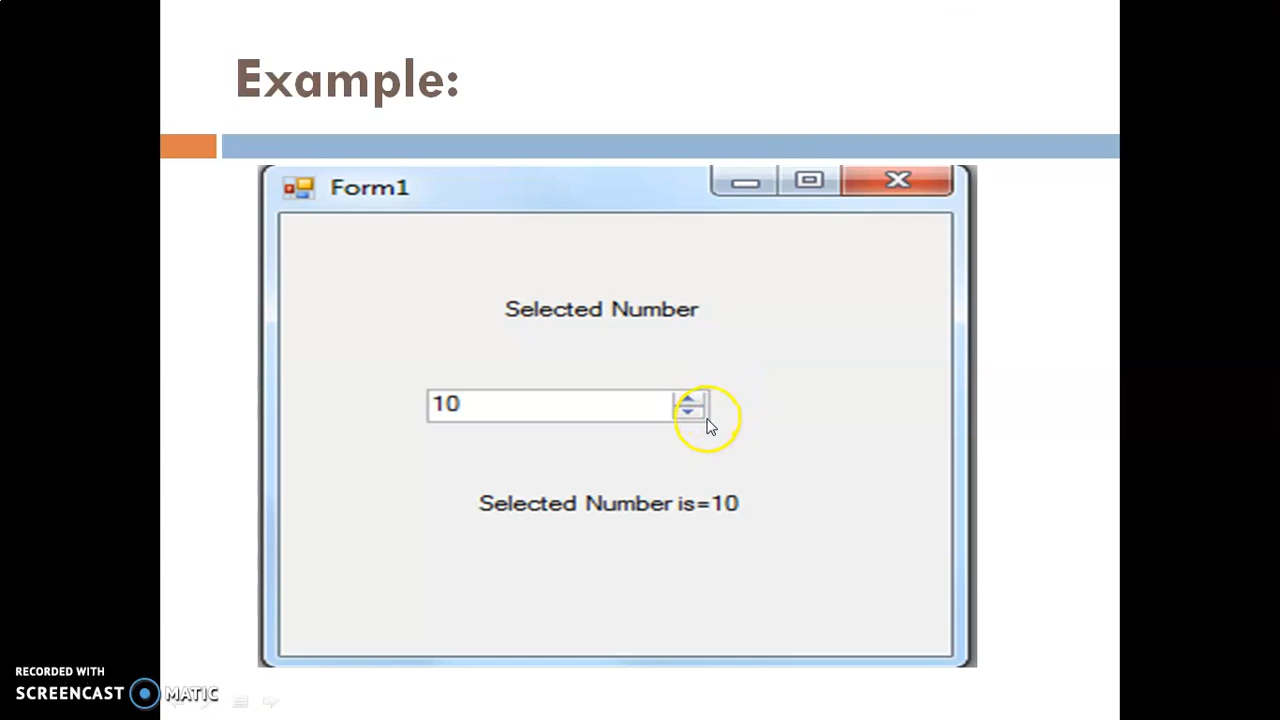 Example:
Form1
Selected Number
10
Selected Number is=10
RECORDED WITH
SCREENCAST MATIC